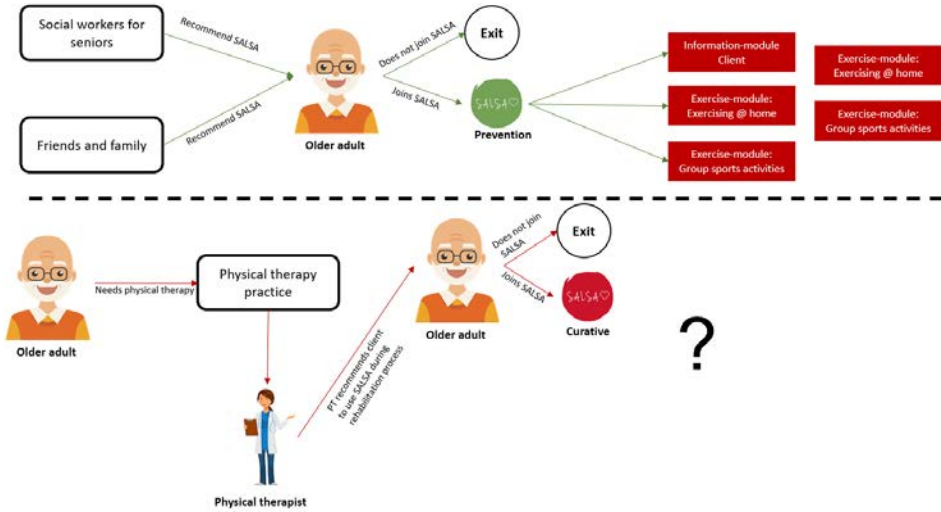 Social workers for
seniors
Recommend SALSA
Friends and family
Recommend SALSA
Older adult
Does not join SALSA
Exit
Joins SALSA
SALSA
Prevention
Information-module
Client
Exercise-module:
Exercising @ home
Exercise-module:
Group sports activities
Exercise-module:
Exercising @ home
Exercise-module:
Group sports activities
Older adult
Needs physical therapy
Physical therapy
practice
Physical therapist
PT recommends client
to use SALSA during
rehabilitation process
Older adult
Does not join
SALSA
Exit
Joins SALSA
SALSA
Curative
?